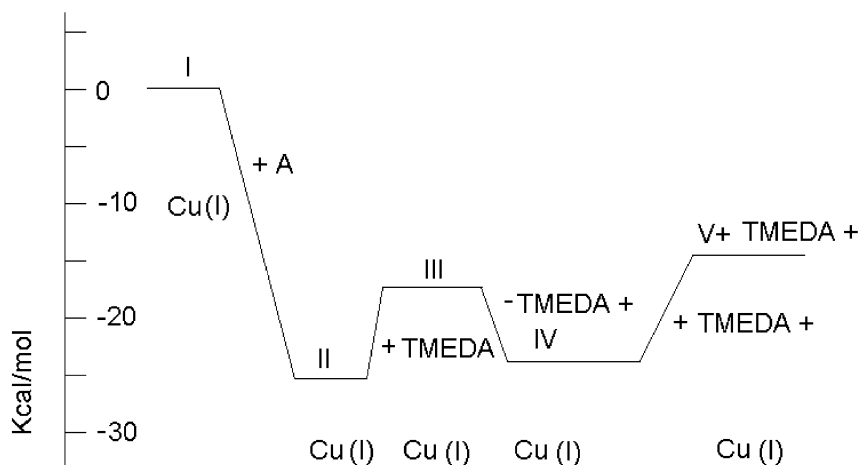 I
0
+ A
-10
Cu (I)
V+ TMEDA +
III
- TMEDA +
-20
+ TMEDA +
II
+ TMEDA
IV
Kcal/mol
-30
Cu (I)
Cu (I)
Cu (I)
Cu (I)